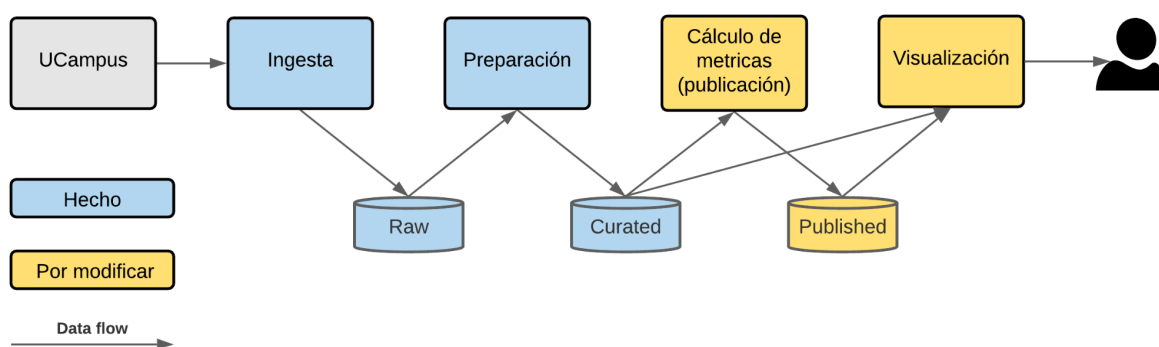 UCampus
Ingesta
Preparación
Cálculo de
metricas
(publicación)
Visualización
Hecho
Raw
Curated
Published
Por modificar
Data flow